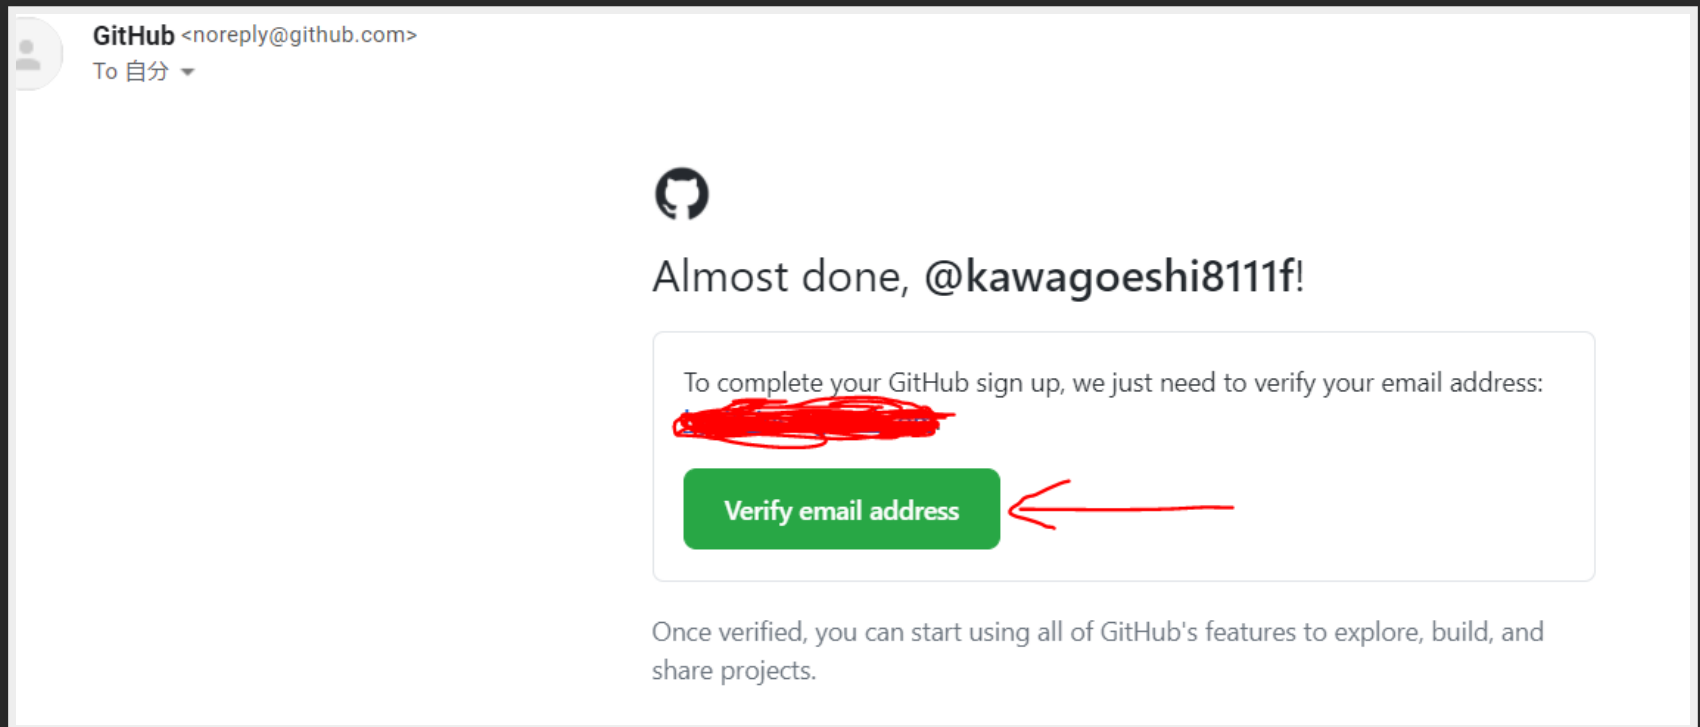 GitHub <noreply@github.com>
To 自分
Almost done, @kawagoeshi8111f!
To complete your GitHub sign up, we just need to verify your email address:
Verify email address
Once verified, you can start using all of GitHub's features to explore, build, and
share projects.